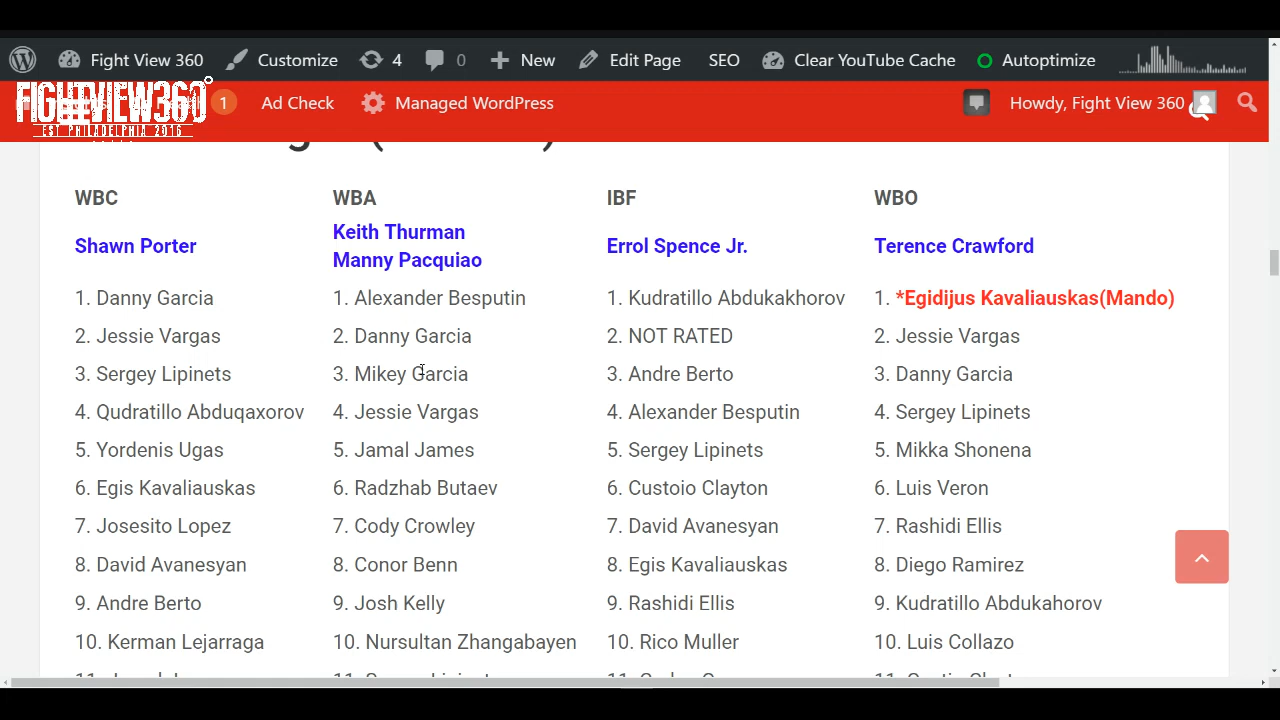 Fight View 360 Customize 4 0 New Edit Page SEO Clear YouTube Cache Autoptimize
FIGHTVIEW360
EST PHILADELPHIA 2016
1 Ad Check Managed WordPress Howdy, Fight View 360
WBC WBA IBF WBO
Shawn Porter Keith Thurman Manny Pacquiao Errol Spence Jr. Terence Crawford
1. Danny Garcia 1. Alexander Besputin 1. Kudratillo Abdukakhorov 1. *Egidijus Kavaliauskas(Mando)
2. Jessie Vargas 2. Danny Garcia 2. NOT RATED 2. Jessie Vargas
3. Sergey Lipinets 3. Mikey Garcia 3. Andre Berto 3. Danny Garcia
4. Qudratillo Abduqaxorov 4. Jessie Vargas 4. Alexander Besputin 4. Sergey Lipinets
5. Yordenis Ugas 5. Jamal James 5. Sergey Lipinets 5. Mikka Shonena
6. Egis Kavaliauskas 6. Radzhab Butaev 6. Custoio Clayton 6. Luis Veron
7. Josesito Lopez 7. Cody Crowley 7. David Avanesyan 7. Rashidi Ellis
8. David Avanesyan 8. Conor Benn 8. Egis Kavaliauskas 8. Diego Ramirez
9. Andre Berto 9. Josh Kelly 9. Rashidi Ellis 9. Kudratillo Abdukahorov
10. Kerman Lejarraga 10. Nursultan Zhangabayen 10. Rico Muller 10. Luis Collazo